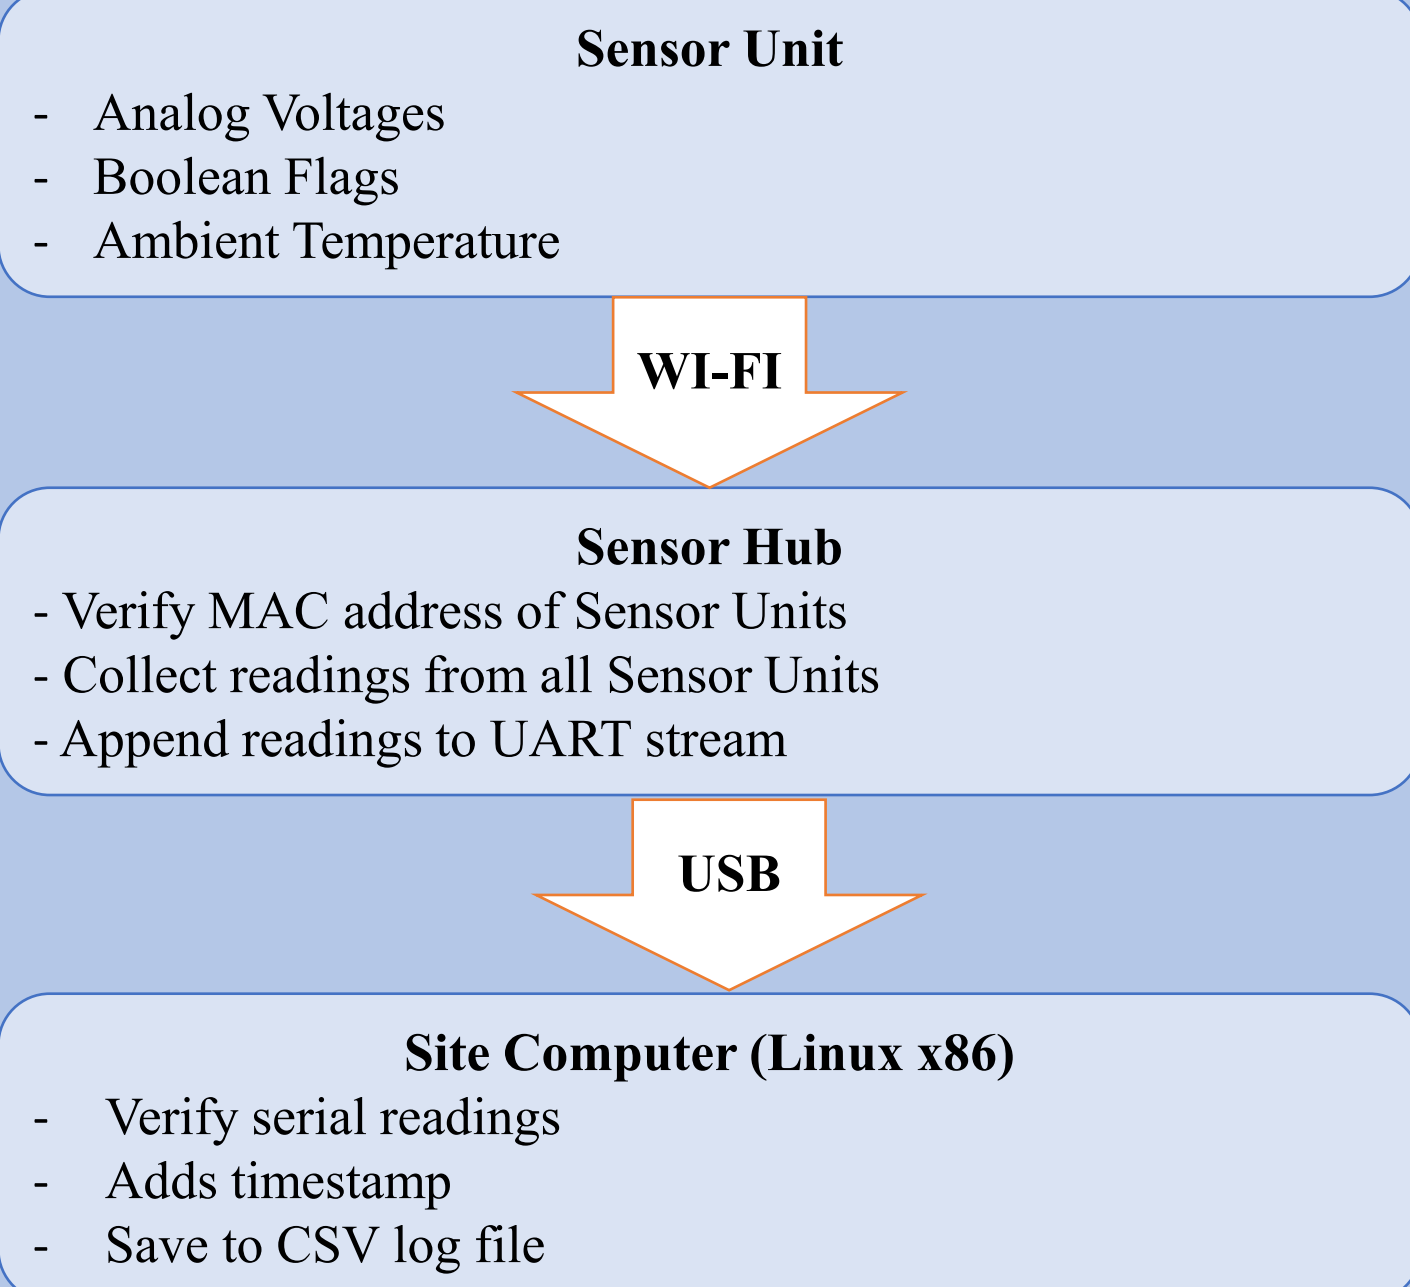 Sensor Unit
- Analog Voltages
- Boolean Flags
- Ambient Temperature
WI-FI
Sensor Hub
- Verify MAC address of Sensor Units
- Collect readings from all Sensor Units
- Append readings to UART stream
USB
Site Computer (Linux x86)
- Verify serial readings
- Adds timestamp
- Save to CSV log file